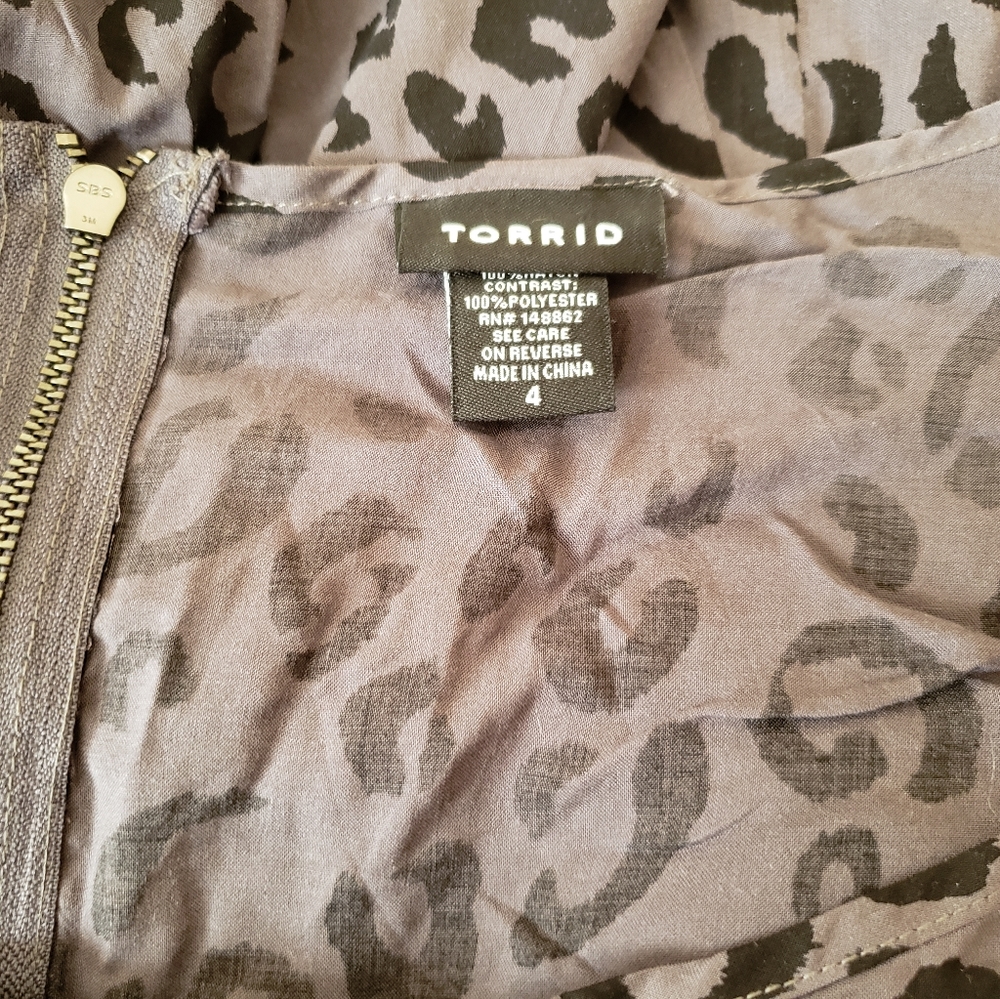 SBS
TORRID
CONTRAST:
100%POLYESTER
RN# 148862
SEE CARE
ON REVERSE
MADE IN CHINA
4